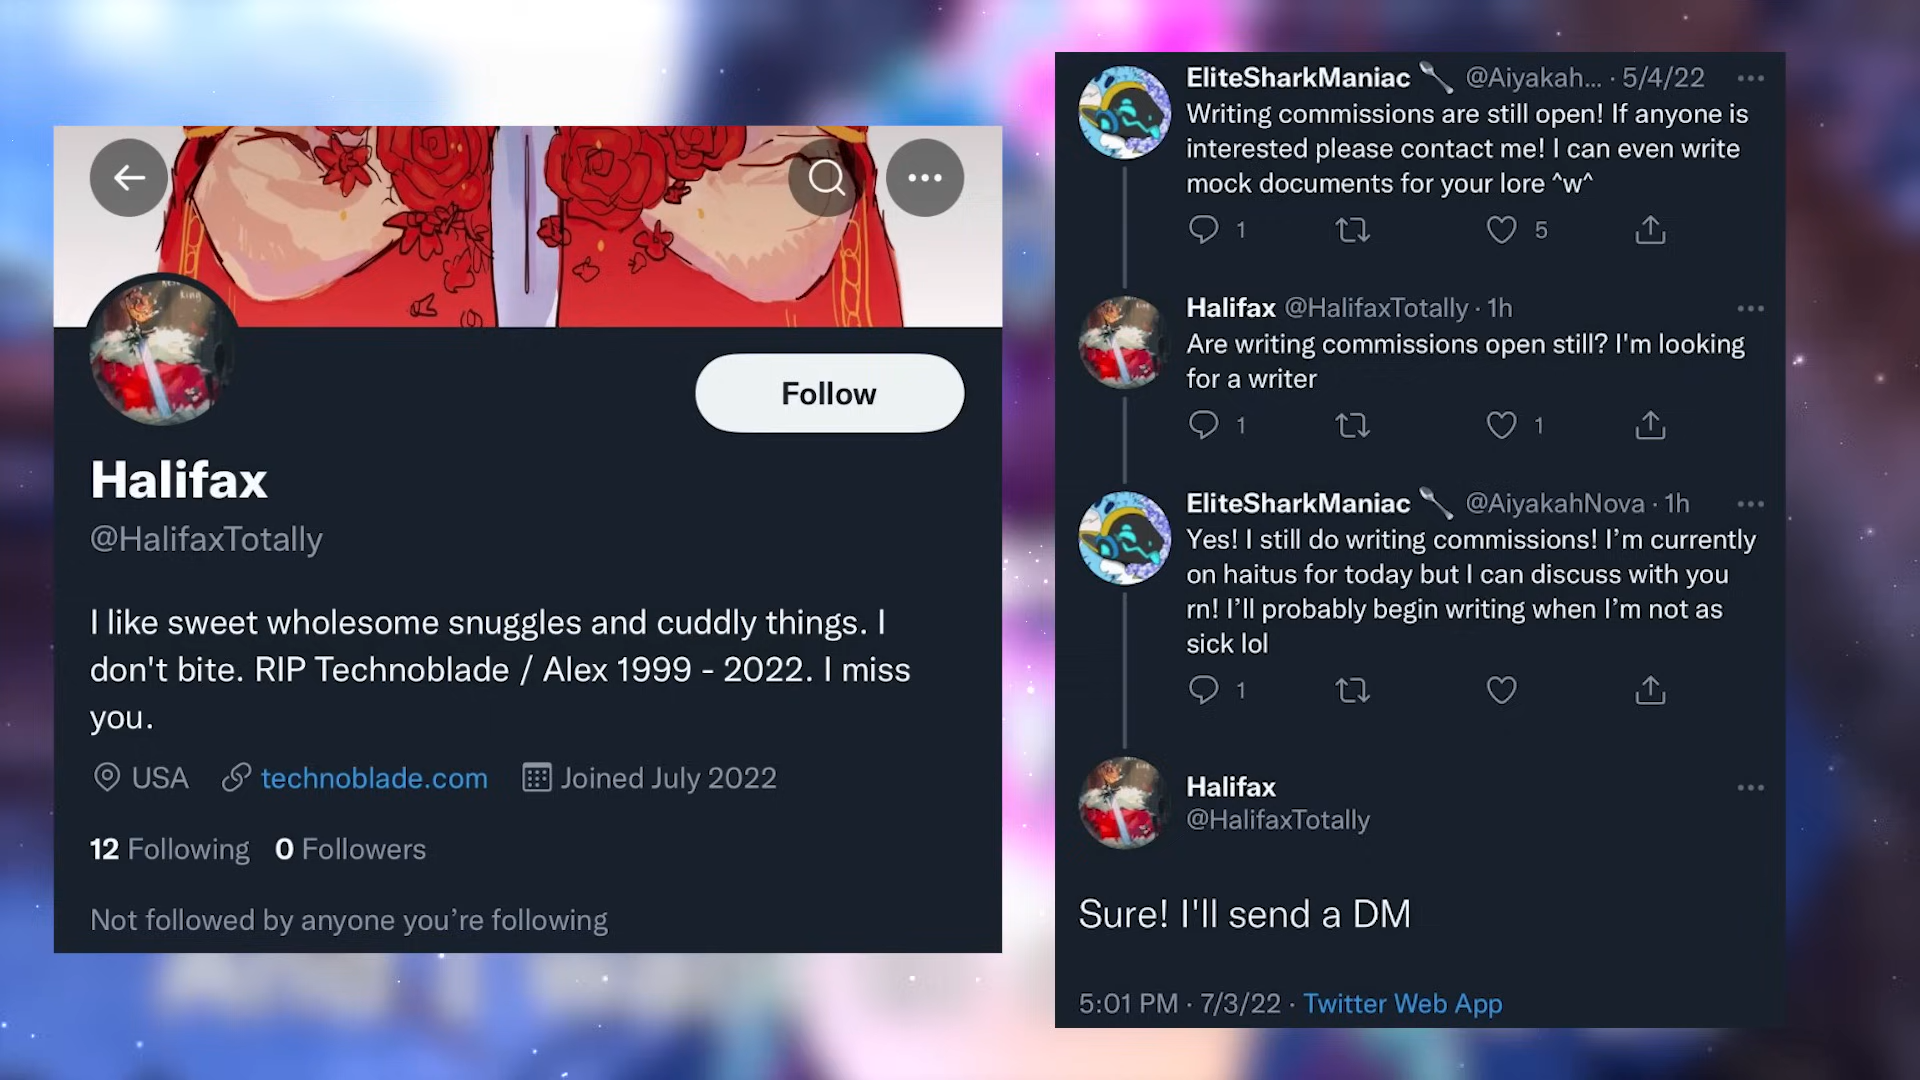 Halifax
@HalifaxTotally
Follow
I like sweet wholesome snuggles and cuddly things. I
don't bite. RIP Technoblade / Alex 1999 - 2022. I miss
you.
USA technoblade.com Joined July 2022
12 Following 0 Followers
Not followed by anyone you’re following
EliteSharkManiac 🥄 @Aiyakah... · 5/4/22
Writing commissions are still open! If anyone is
interested please contact me! I can even write
mock documents for your lore ^w^
1 5
Halifax @HalifaxTotally · 1h
Are writing commissions open still? I'm looking
for a writer
1 1
EliteSharkManiac 🥄 @AiyakahNova · 1h
Yes! I still do writing commissions! I’m currently
on haitus for today but I can discuss with you
rn! I’ll probably begin writing when I’m not as
sick lol
1
Halifax
@HalifaxTotally
Sure! I'll send a DM
5:01 PM · 7/3/22 · Twitter Web App